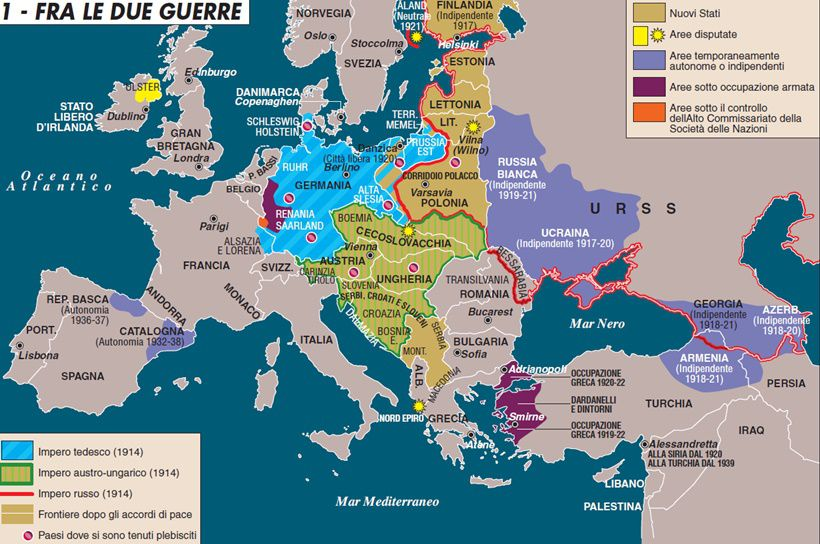 1 - FRA LE DUE GUERRE
NORVEGIA
Oslo
Stoccolma
SVEZIA
ÅLAND
(Neutrale
1921)
FINLANDIA
(Indipendente
1917)
Helsinki
ESTONIA
LETTONIA
LIT.
TERR.
MEMEL
Vilna
(Wilno)
PRUSSIA
EST
Nuovi Stati
Aree disputate
Aree temporaneamente
autonome o indipendenti
Aree sotto occupazione armata
Aree sotto il controllo
dellAlto Commissariato della
Società delle Nazioni
Edinburgo
ULSTER
Dublino
STATO
LIBERO
D'IRLANDA
GRAN
BRETAGNA
Londra
DANIMARCA
Copenaghen
SCHLESWIG
HOLSTEIN
Danzica
(Città libera 1920)
Berlino
P. BASSI
RUHR
GERMANIA
BELGIO
CORRIDOIO POLACCO
Varsavia
POLONIA
ALTA
SLESIA
RUSSIA
BIANCA
(Indipendente
1919-21)
URSS
UCRAINA
(Indipendente 1917-20)
Oceano
Atlantico
Parigi
RENANIA
SAARLAND
ALSAZIA
E LORENA
FRANCIA
SVIZZ.
BOEMIA
CECOSLOVACCHIA
Vienna
AUSTRIA
CARINZIA
TIROLO
UNGHERIA
SLOVENIA
SERBI, CROATI E SLOVENI
CROAZIA
BOSNIA
E.
DALMAZIA
SERBIA
MONT.
BESSARABIA
TRANSILVANIA
ROMANIA
Bucarest
BULGARIA
Sofia
Mar Nero
GEORGIA
(Indipendente
1918-21)
AZERB.
(Indipendente
1918-20)
ARMENIA
(Indipendente
1918-21)
PERSIA
REP. BASCA
(Autonomia
1936-37)
ANDORRA
MONACO
CATALOGNA
(Autonomia 1932-38)
PORT.
Lisbona
SPAGNA
ITALIA
ALB.
MACEDONIA
NORD EPIRO
GRECIA
Atene
Adrianopoli
Smirne
OCCUPAZIONE
GRECA 1920-22
DARDANELLI
E DINTORNI
OCCUPAZIONE
GRECA 1919-22
TURCHIA
IRAQ
Alessandretta
ALLA SIRIA DAL 1920
ALLA TURCHIA DAL 1939
LIBANO
PALESTINA
Mar Mediterraneo
Impero tedesco (1914)
Impero austro-ungarico (1914)
Impero russo (1914)
Frontiere dopo gli accordi di pace
Paesi dove si sono tenuti plebisciti